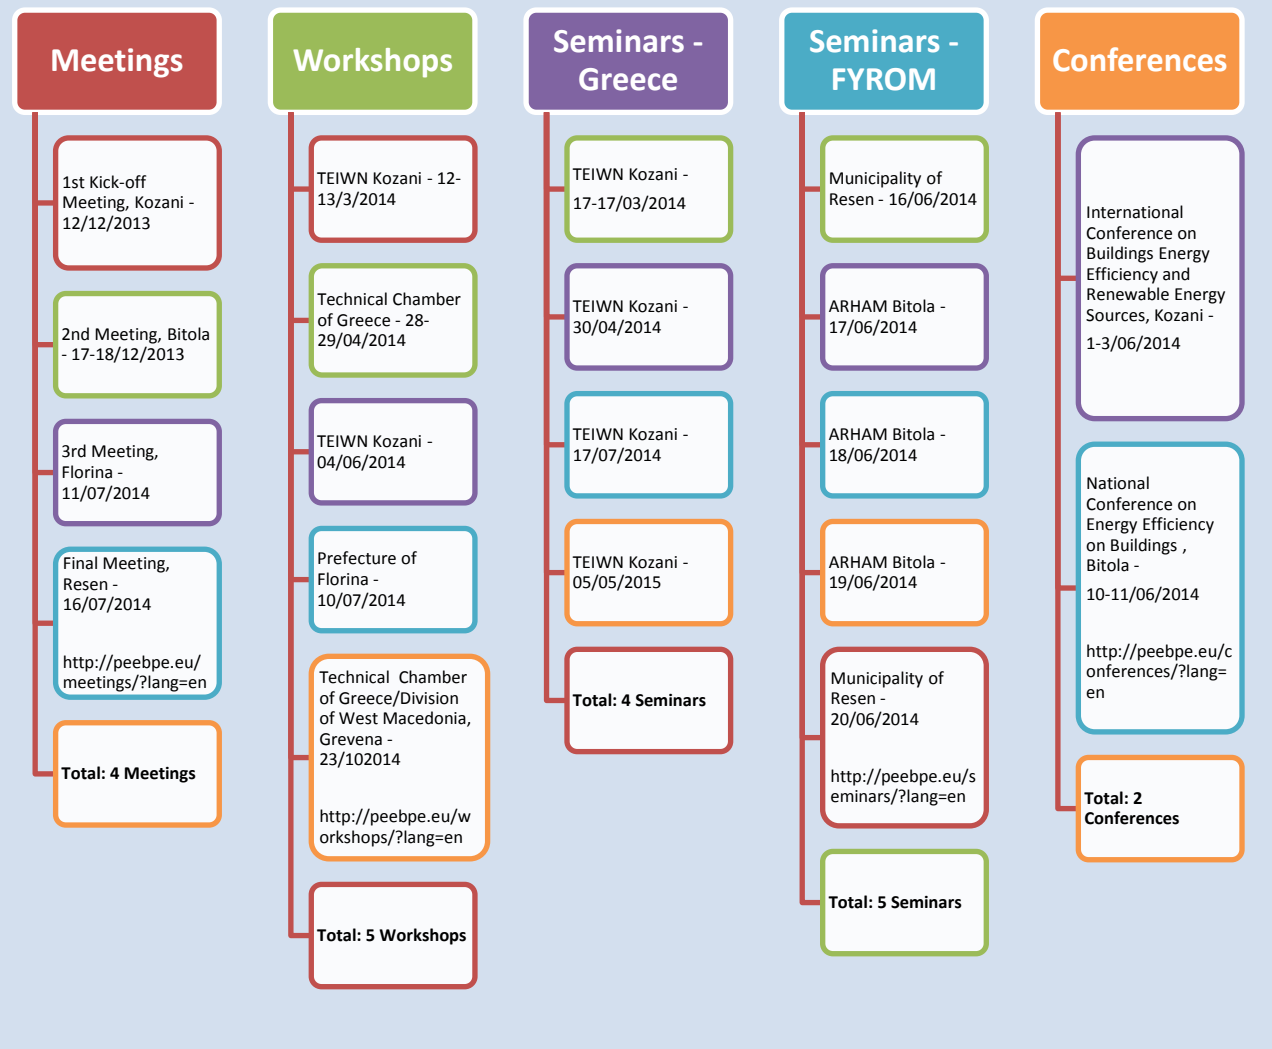 Meetings
1st Kick-off
Meeting, Kozani -
12/12/2013
2nd Meeting, Bitola
- 17-18/12/2013
3rd Meeting,
Florina -
11/07/2014
Final Meeting,
Resen -
16/07/2014
http://peebpe.eu/
meetings/?lang=en
Total: 4 Meetings
Workshops
TEIWN Kozani - 12-
13/3/2014
Technical Chamber
of Greece - 28-
29/04/2014
TEIWN Kozani -
04/06/2014
Prefecture of
Florina -
10/07/2014
Technical  Chamber
of Greece/Division
of West Macedonia,
Grevena -
23/102014
http://peebpe.eu/w
orkshops/?lang=en
Total: 5 Workshops
Seminars -
Greece
TEIWN Kozani -
17-17/03/2014
TEIWN Kozani -
30/04/2014
TEIWN Kozani -
17/07/2014
TEIWN Kozani -
05/05/2015
Total: 4 Seminars
Seminars -
FYROM
Municipality of
Resen - 16/06/2014
ARHAM Bitola -
17/06/2014
ARHAM Bitola -
18/06/2014
ARHAM Bitola -
19/06/2014
Municipality of
Resen -
20/06/2014
http://peebpe.eu/s
eminars/?lang=en
Total: 5 Seminars
Conferences
International
Conference on
Buildings Energy
Efficiency and
Renewable Energy
Sources, Kozani -
1-3/06/2014
National
Conference on
Energy Efficiency
on Buildings ,
Bitola -
10-11/06/2014
http://peebpe.eu/c
onferences/?lang=
en
Total: 2
Conferences